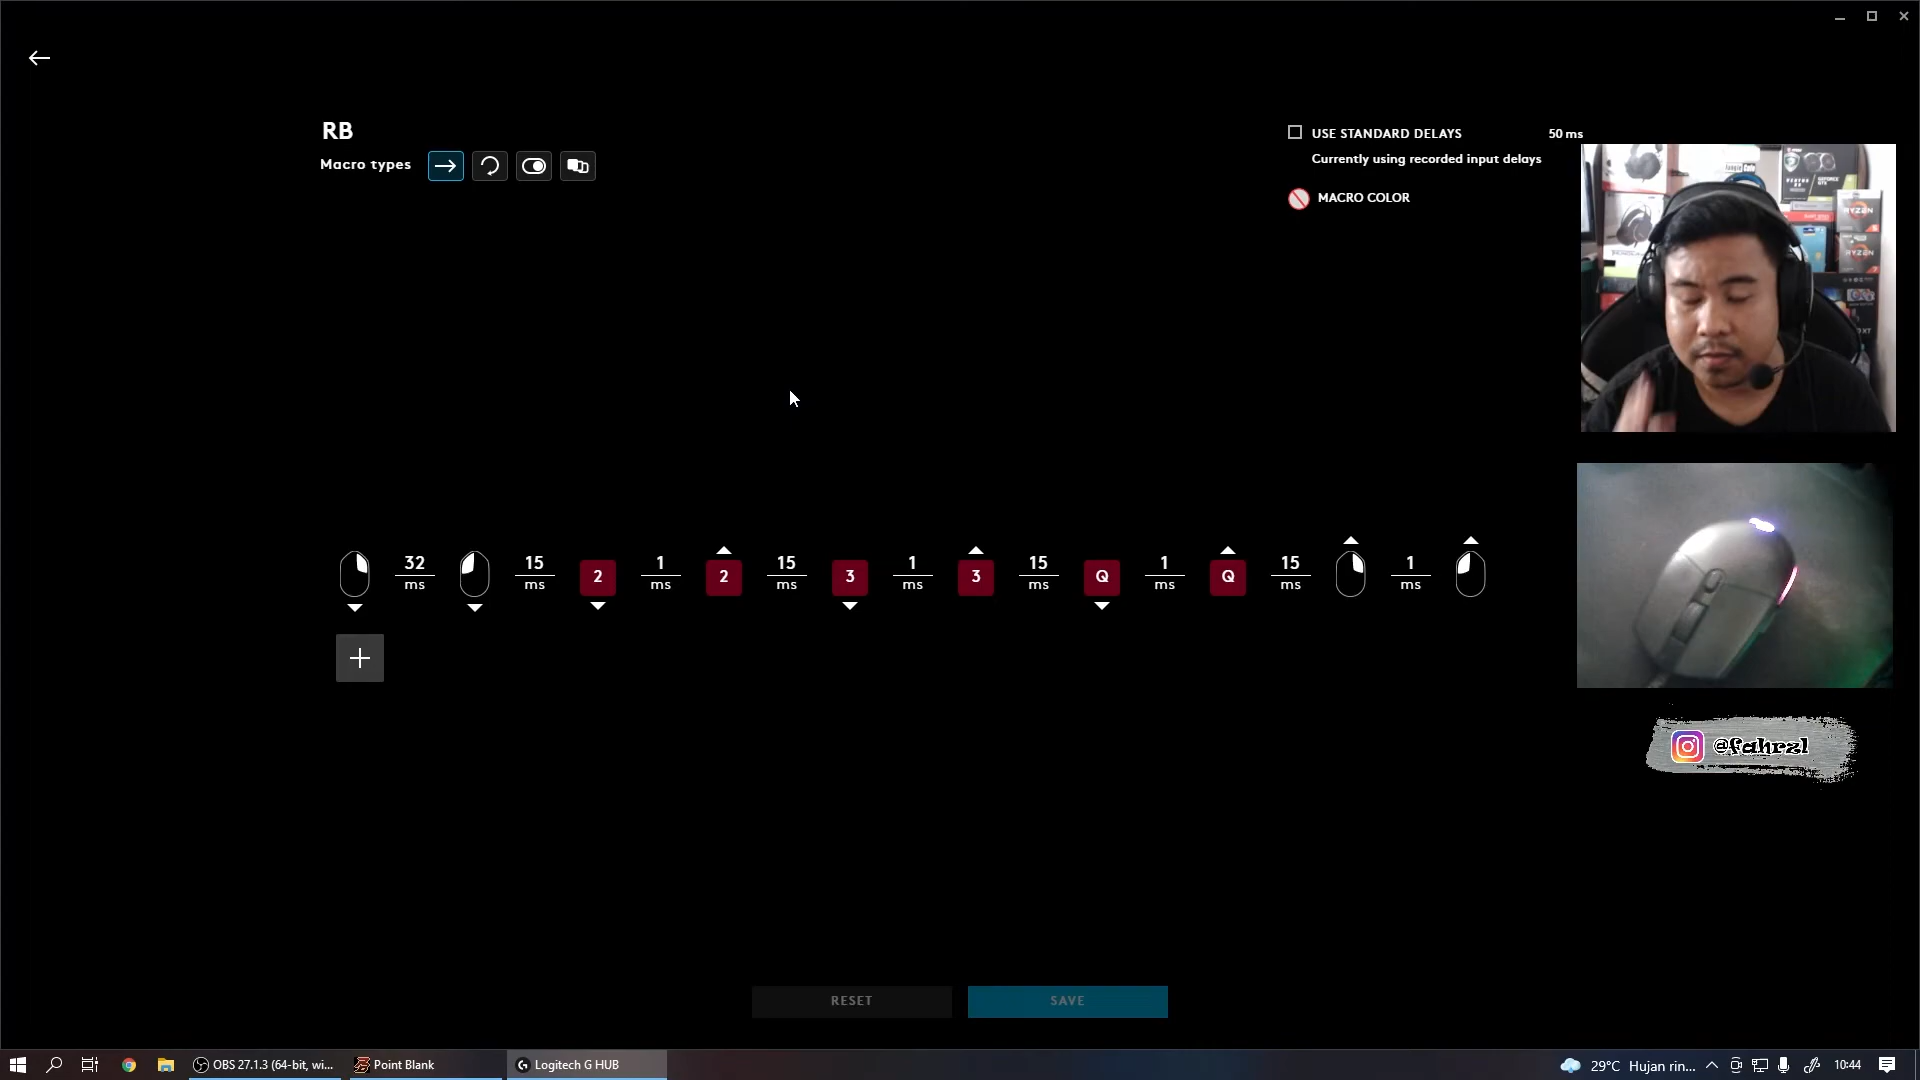 RB
Macro types
USE STANDARD DELAYS 50 ms
Currently using recorded input delays
MACRO COLOR
32 ms 15 ms 2 1 ms 2 15 ms 3 1 ms 3 15 ms Q 1 ms Q 15 ms 1 ms
RYZEN
RYZEN
@fahrzl
RESET SAVE
OBS 27.1.3 (64-bit, wi... Point Blank Logitech G HUB 29°C Hujan rin... 10:44